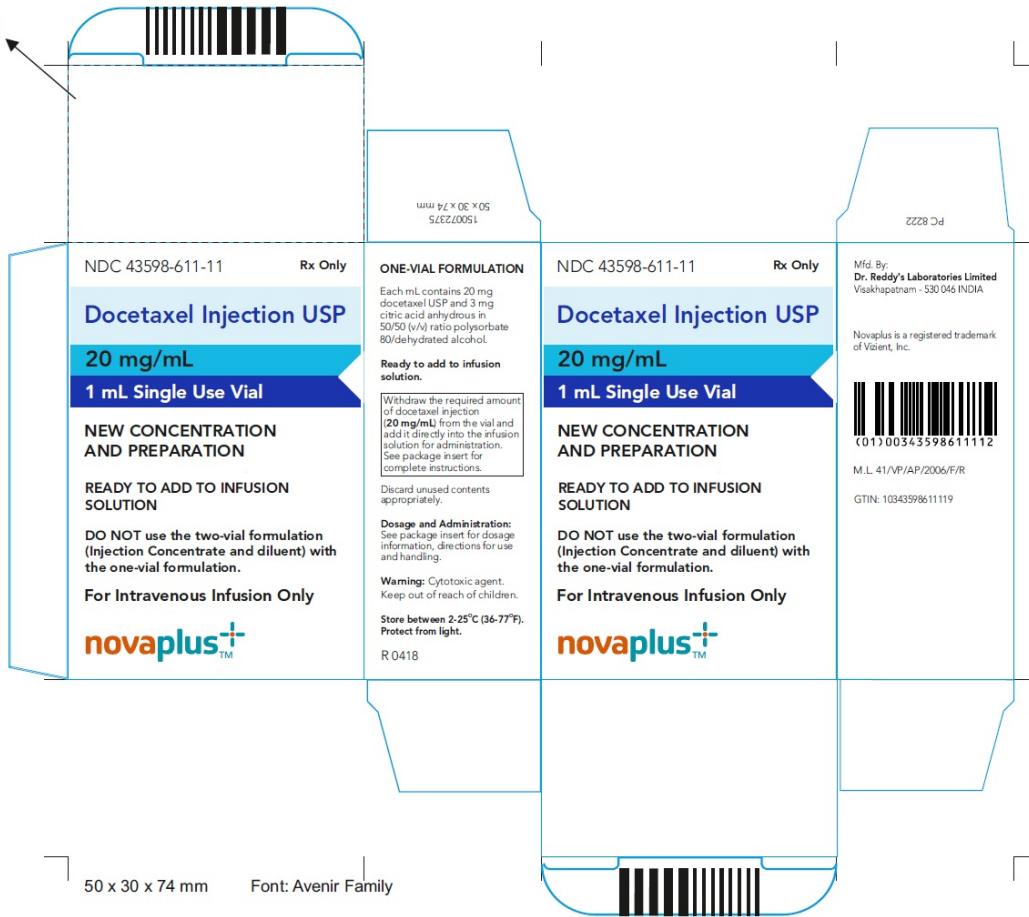 150072375
50 x 30 x 74 mm
PC 8222
NDC 43598-611-11 Rx Only
Docetaxel Injection USP
20 mg/mL
1 mL Single Use Vial
NEW CONCENTRATION
AND PREPARATION
READY TO ADD TO INFUSION
SOLUTION
DO NOT use the two-vial formulation
(Injection Concentrate and diluent) with
the one-vial formulation.
For Intravenous Infusion Only
novaplus™
ONE-VIAL FORMULATION
Each mL contains 20 mg
docetaxel USP and 3 mg
citric acid anhydrous in
50/50 (v/v) ratio polysorbate
80/dehydrated alcohol.
Ready to add to infusion
solution.
Withdraw the required amount
of docetaxel injection
(20 mg/mL) from the vial and
add it directly into the infusion
solution for administration.
See package insert for
complete instructions.
Discard unused contents
appropriately.
Dosage and Administration:
See package insert for dosage
information, directions for use
and handling.
Warning: Cytotoxic agent.
Keep out of reach of children.
Store between 2-25°C (36-77°F).
Protect from light.
R 0418
NDC 43598-611-11 Rx Only
Docetaxel Injection USP
20 mg/mL
1 mL Single Use Vial
NEW CONCENTRATION
AND PREPARATION
READY TO ADD TO INFUSION
SOLUTION
DO NOT use the two-vial formulation
(Injection Concentrate and diluent) with
the one-vial formulation.
For Intravenous Infusion Only
novaplus™
Mfd. By:
Dr. Reddy's Laboratories Limited
Visakhapatnam - 530 046 INDIA
Novaplus is a registered trademark
of Vizient, Inc.
(01)00343598611112
M.L. 41/VP/AP/2006/F/R
GTIN: 10343598611119
50 x 30 x 74 mm Font: Avenir Family